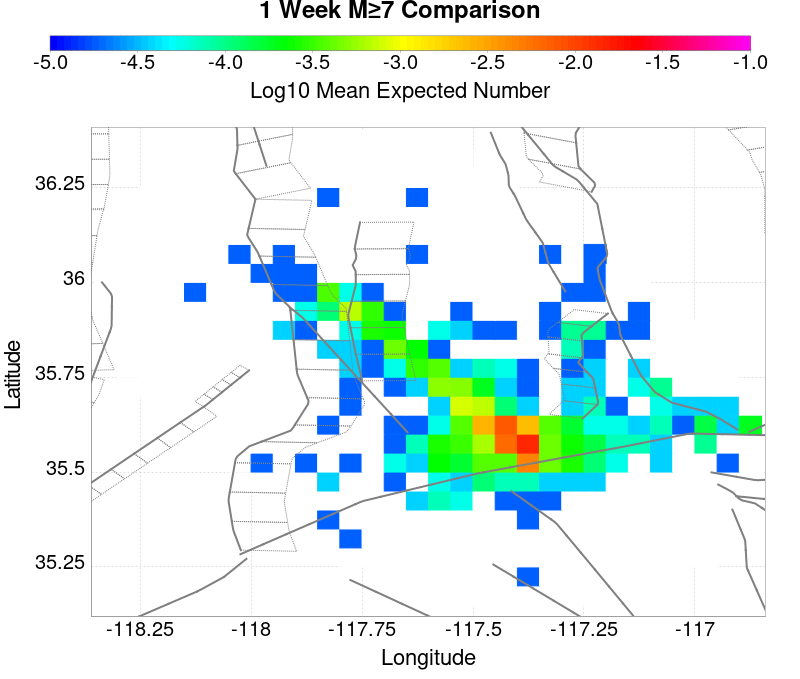 1 Week M≥7 Comparison
-5.0 -4.5 -4.0 -3.5 -3.0 -2.5 -2.0 -1.5 -1.0
Log10 Mean Expected Number
36.25
36
35.75
35.5
35.25
Latitude
-118.25 -118 -117.75 -117.5 -117.25 -117
Longitude